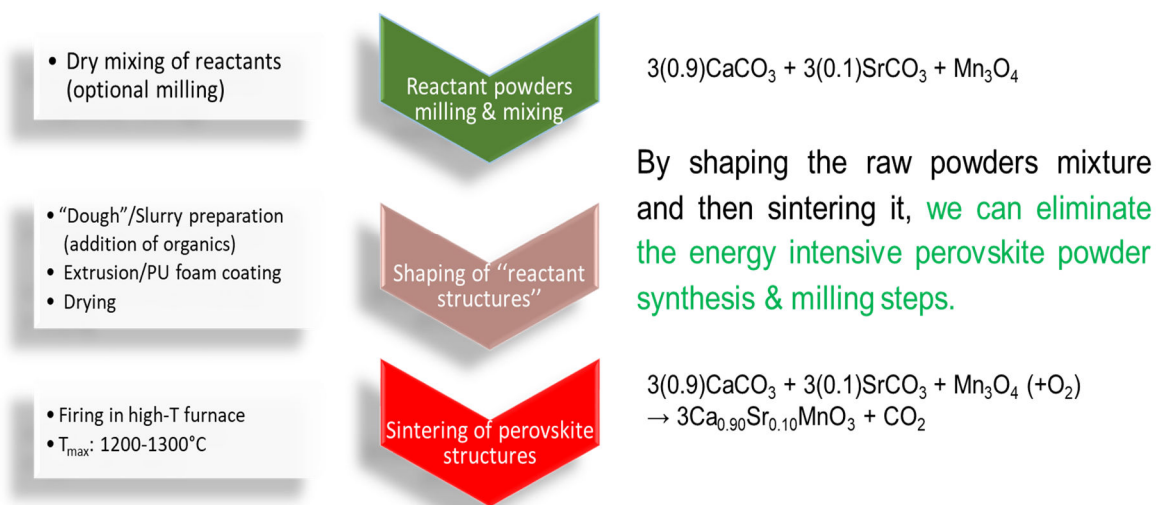 • Dry mixing of reactants
(optional milling)
Reactant powders
milling & mixing
3(0.9)CaCO₃ + 3(0.1)SrCO₃ + Mn₃O₄
By shaping the raw powders mixture
and then sintering it, we can eliminate
the energy intensive perovskite powder
synthesis & milling steps.
• “Dough”/Slurry preparation
(addition of organics)
• Extrusion/PU foam coating
• Drying
Shaping of “reactant
structures”
• Firing in high-T furnace
• Tₘₐₓ: 1200-1300°C
Sintering of perovskite
structures
3(0.9)CaCO₃ + 3(0.1)SrCO₃ + Mn₃O₄ (+O₂)
→ 3Ca₀.₉₀Sr₀.₁₀MnO₃ + CO₂